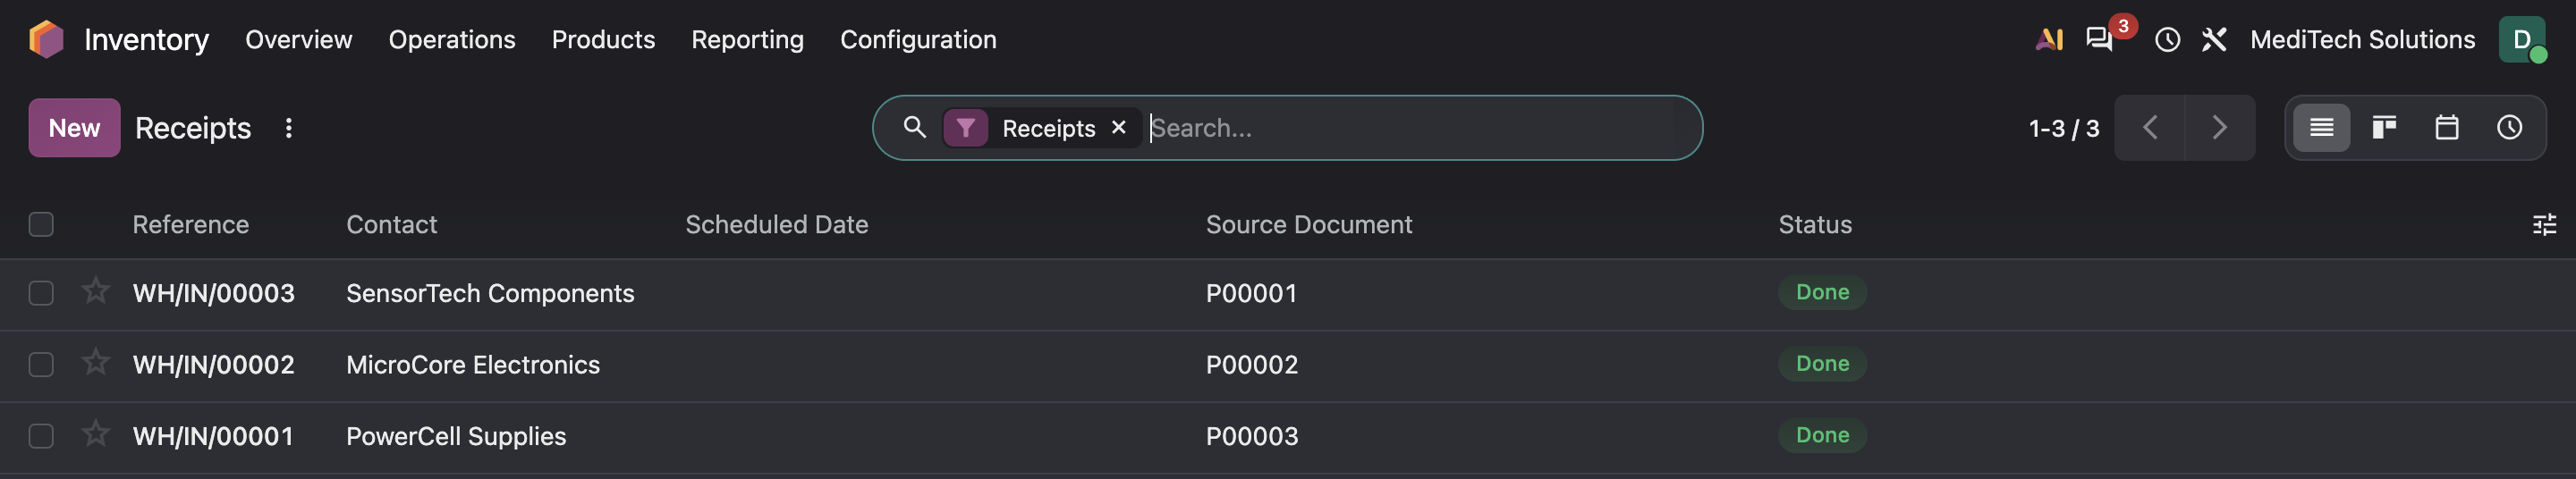 Inventory Overview Operations Products Reporting Configuration AI 3 MediTech Solutions D
New Receipts Receipts Search... 1-3 / 3
Reference Contact Scheduled Date Source Document Status
WH/IN/00003 SensorTech Components P00001 Done
WH/IN/00002 MicroCore Electronics P00002 Done
WH/IN/00001 PowerCell Supplies P00003 Done